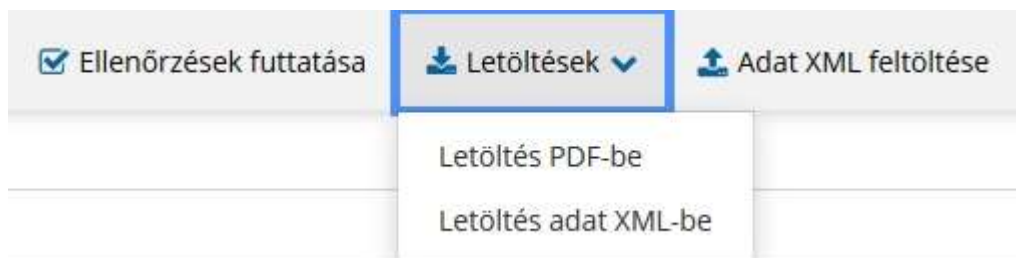 Ellenőrzések futtatása Letöltések Adat XML feltöltése
Letöltés PDF-be
Letöltés adat XML-be